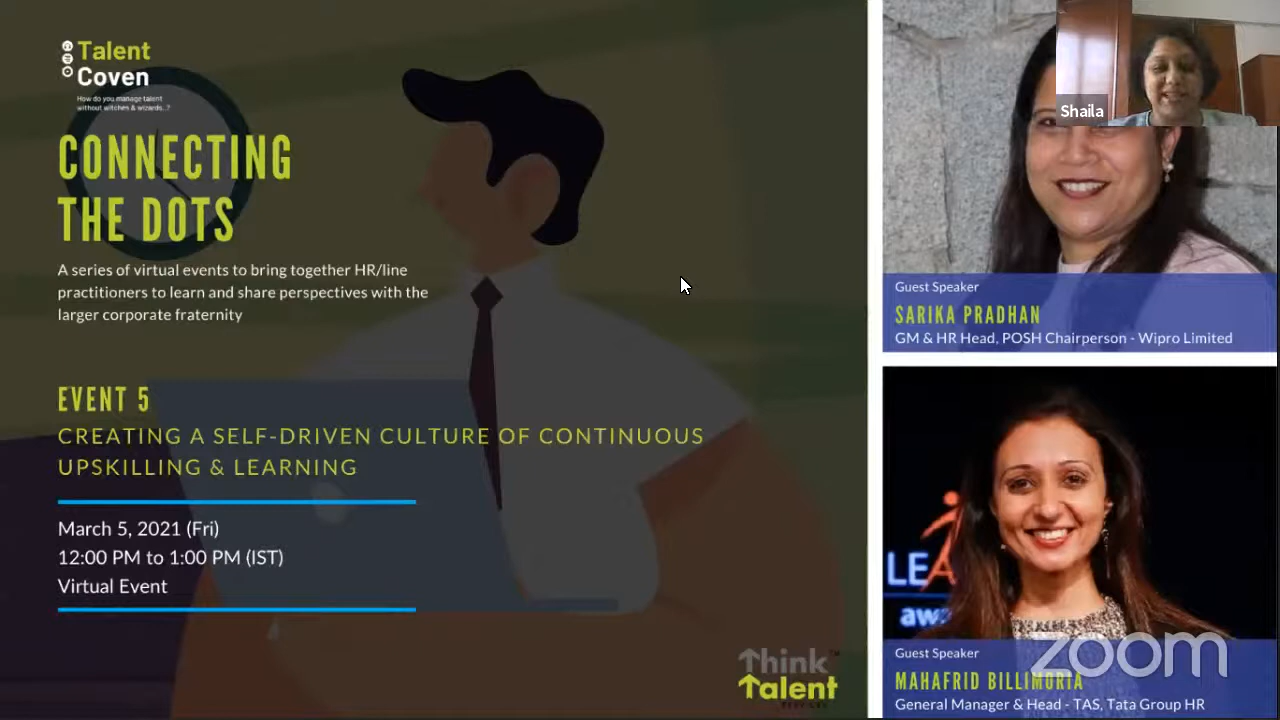 Talent
Coven
How do you manage talent
without witches & wizards..?
CONNECTING
THE DOTS
A series of virtual events to bring together HR/line
practitioners to learn and share perspectives with the
larger corporate fraternity
EVENT 5
CREATING A SELF-DRIVEN CULTURE OF CONTINUOUS
UPSKILLING & LEARNING
March 5, 2021 (Fri)
12:00 PM to 1:00 PM (IST)
Virtual Event
Think™
Talent
SERVICES
Shaila
Guest Speaker
SARIKA PRADHAN
GM & HR Head, POSH Chairperson - Wipro Limited
LEA
aw
Guest Speaker
zoom
MAHAFRID BILLIMORIA
General Manager & Head - TAS, Tata Group HR